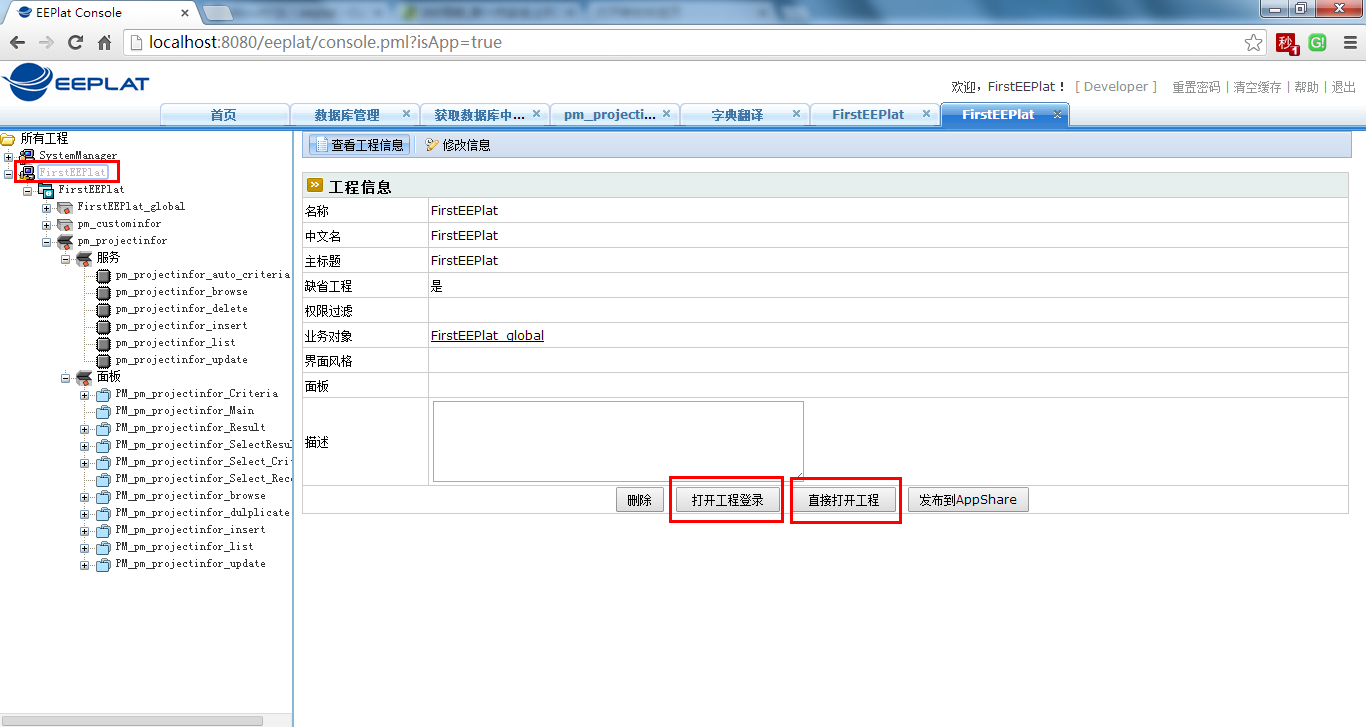 EEPlat Console
localhost:8080/eeplat/console.pml?isApp=true
秒 1 G!
EEPLAT
欢迎，FirstEEPlat！ [ Developer ] 重置密码 | 清空缓存 | 帮助 | 退出
首页 数据库管理 获取数据库中... pm_projecti... 字典翻译 FirstEEPlat FirstEEPlat
所有工程
SystemManager
FirstEEPlat
FirstEEPlat
FirstEEPlat_global
pm_custominfor
pm_projectinfor
服务
pm_projectinfor_auto_criteria
pm_projectinfor_browse
pm_projectinfor_delete
pm_projectinfor_insert
pm_projectinfor_list
pm_projectinfor_update
面板
PM_pm_projectinfor_Criteria
PM_pm_projectinfor_Main
PM_pm_projectinfor_Result
PM_pm_projectinfor_SelectResul
PM_pm_projectinfor_Select_Crit
PM_pm_projectinfor_Select_Reco
PM_pm_projectinfor_browse
PM_pm_projectinfor_dulplicate
PM_pm_projectinfor_insert
PM_pm_projectinfor_list
PM_pm_projectinfor_update
查看工程信息 修改信息
工程信息
名称 FirstEEPlat
中文名 FirstEEPlat
主标题 FirstEEPlat
缺省工程 是
权限过滤
业务对象 FirstEEPlat_global
界面风格
面板
描述
删除 打开工程登录 直接打开工程 发布到AppShare